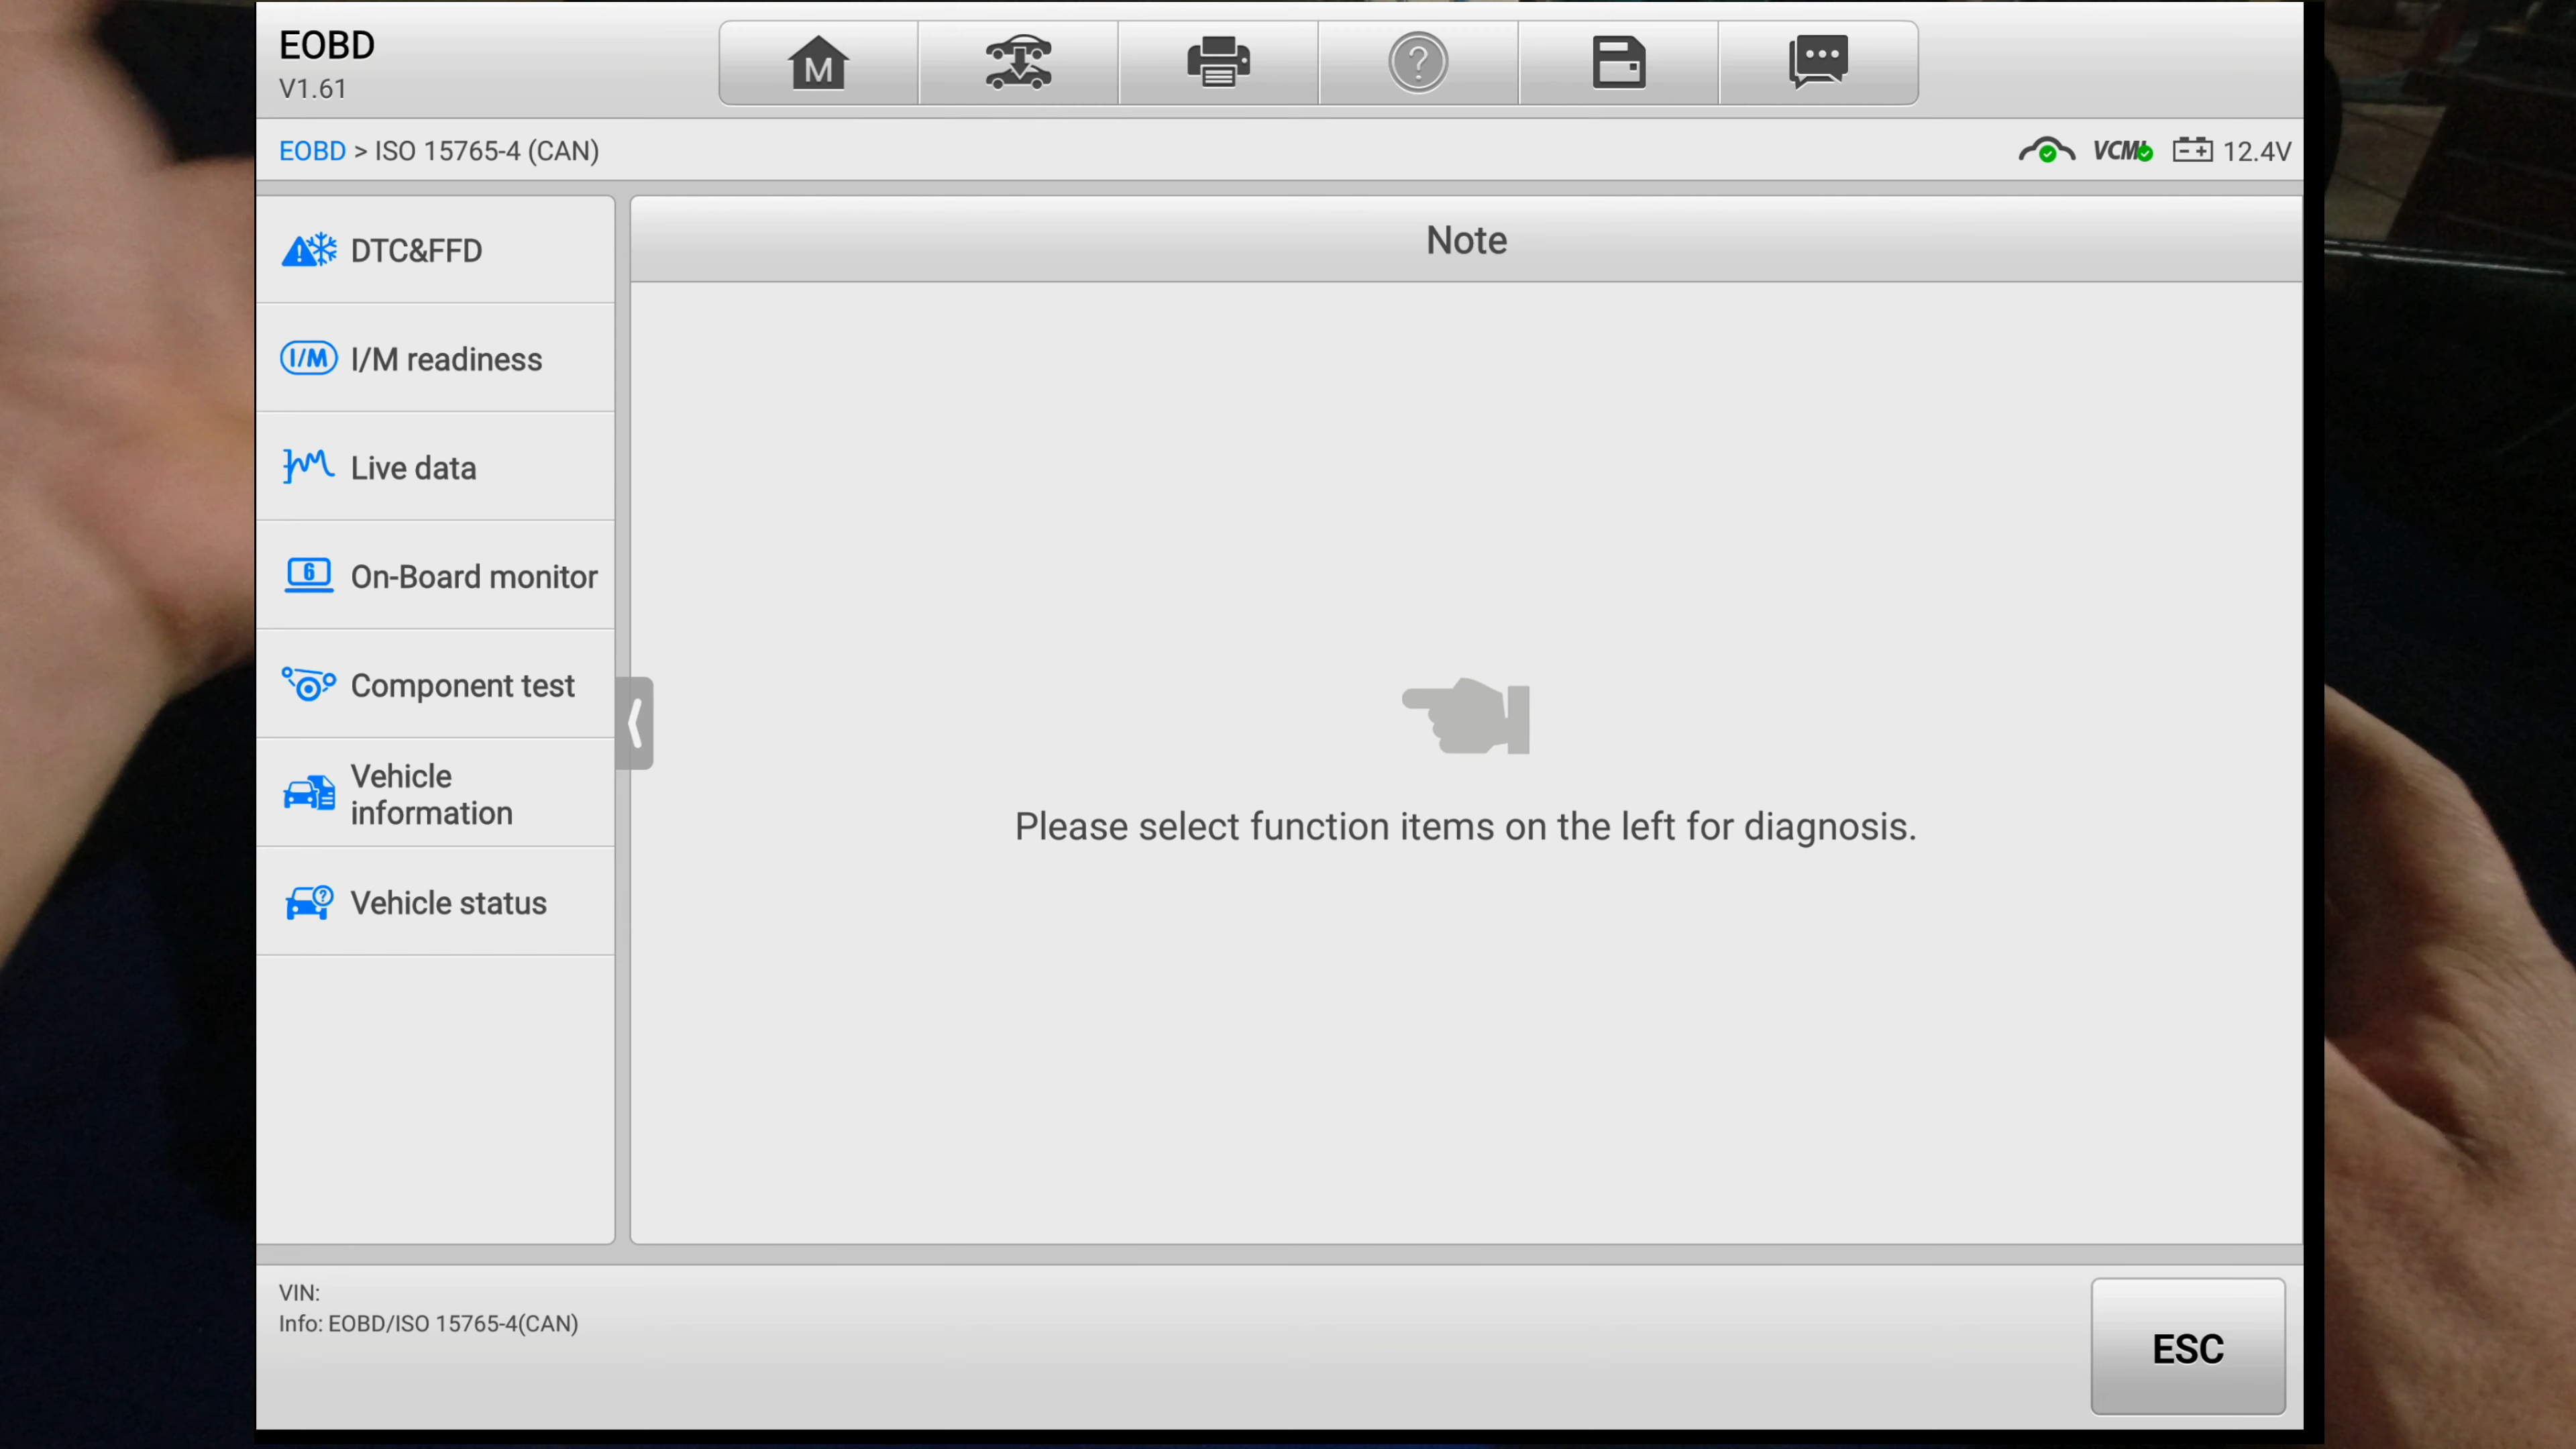 EOBD
V1.61
M
?
EOBD > ISO 15765-4 (CAN)
VCMI
12.4V
DTC&FFD
I/M
I/M readiness
Live data
6
On-Board monitor
Component test
Vehicle
information
?
Vehicle status
Note
Please select function items on the left for diagnosis.
VIN:
Info: EOBD/ISO 15765-4(CAN)
ESC